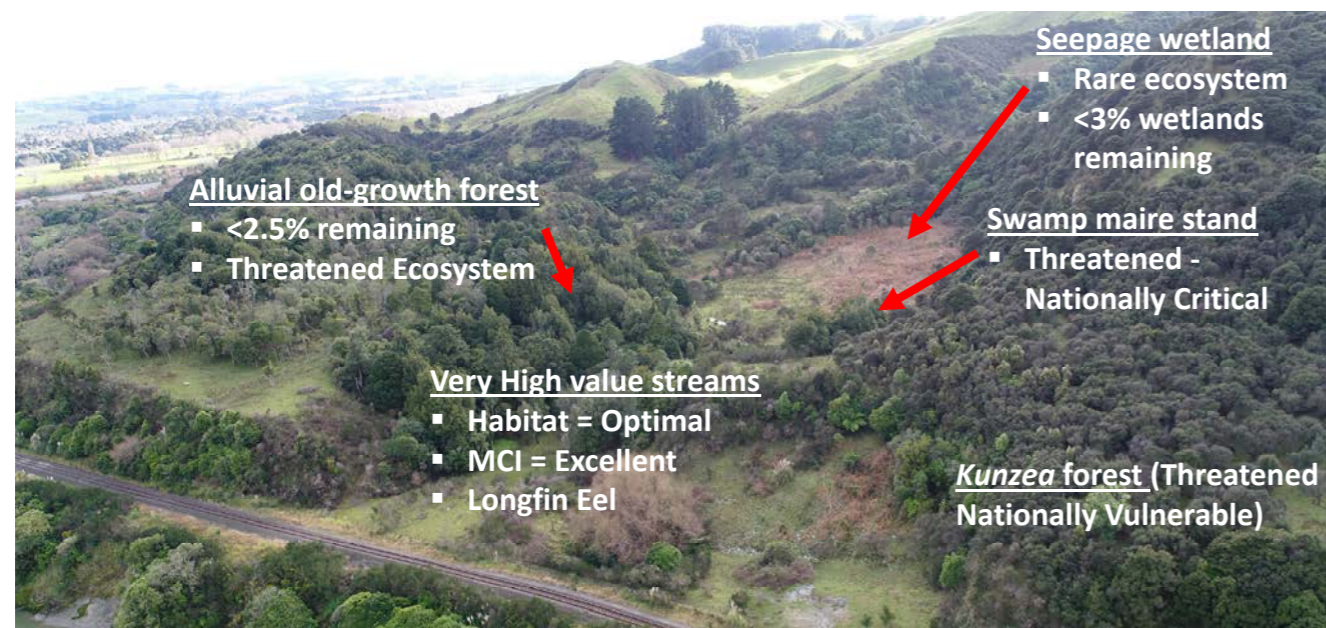 Seepage wetland
▪ Rare ecosystem
▪ <3% wetlands
remaining
Alluvial old-growth forest
▪ <2.5% remaining
▪ Threatened Ecosystem
Swamp maire stand
▪ Threatened -
Nationally Critical
Very High value streams
▪ Habitat = Optimal
▪ MCI = Excellent
▪ Longfin Eel
Kunzea forest (Threatened
Nationally Vulnerable)